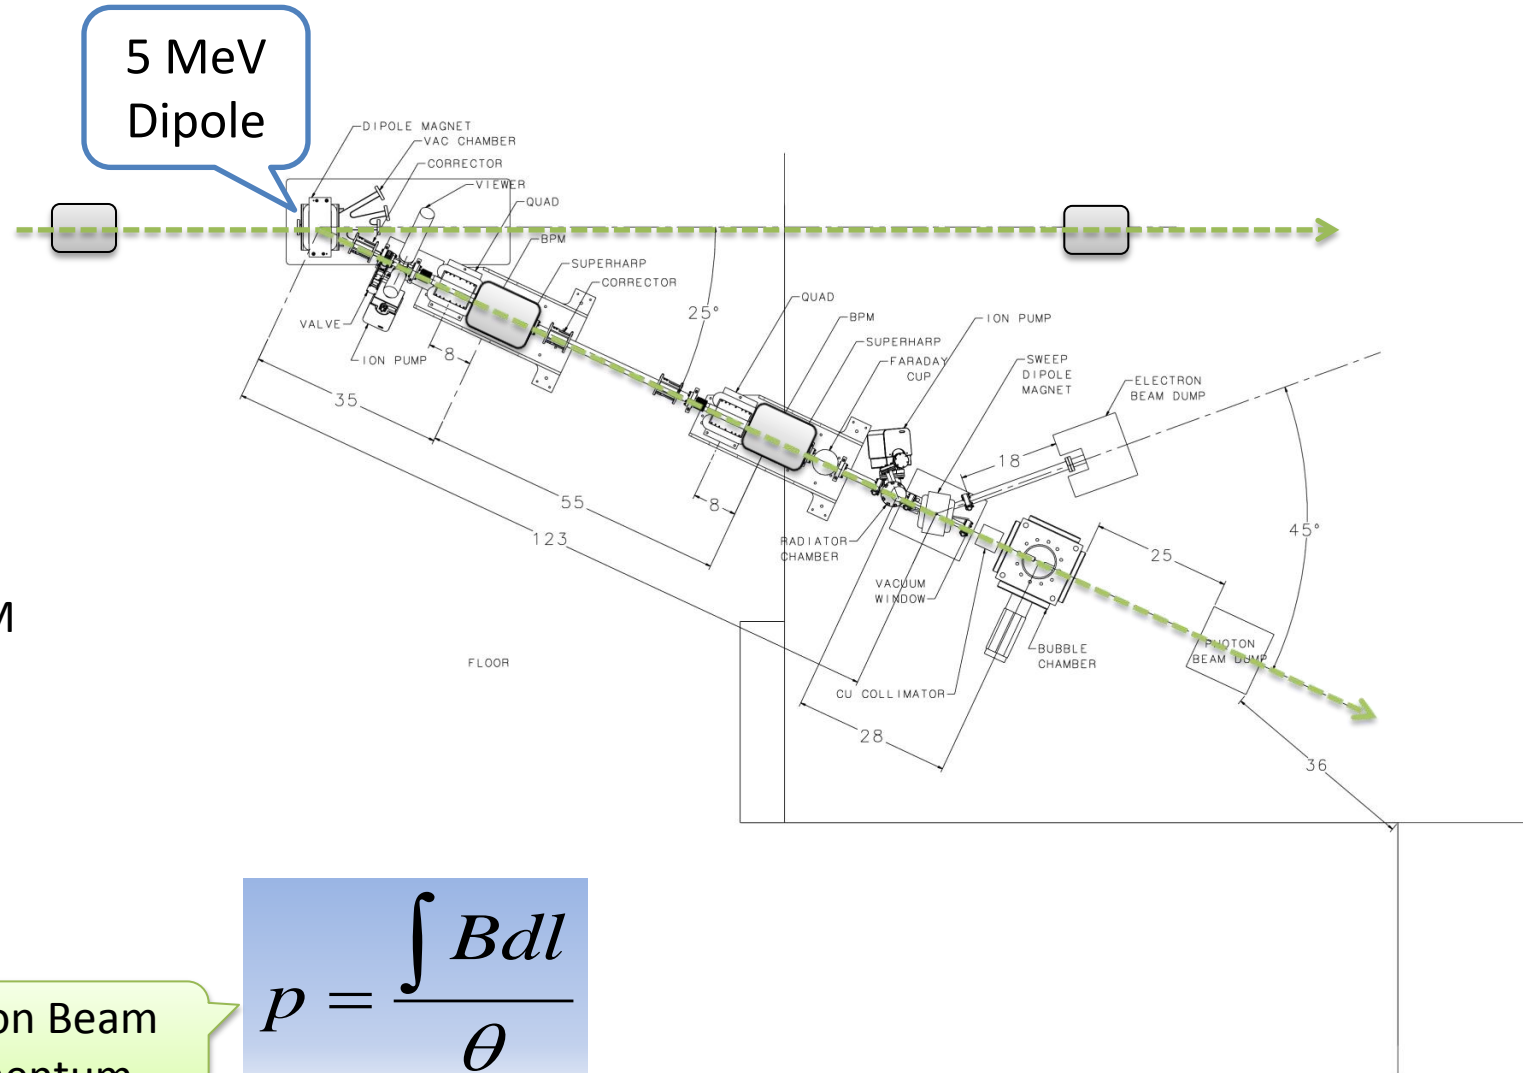 5 MeV
Dipole
DIPOLE MAGNET
VAC CHAMBER
CORRECTOR
VIEWER
QUAD
BPM
SUPERHARP
CORRECTOR
25°
VALVE
ION PUMP
8
35
QUAD
BPM
SUPERHARP
FARADAY
CUP
ION PUMP
SWEEP
DIPOLE
MAGNET
ELECTRON
BEAM DUMP
18
55
8
123
RADIATOR
CHAMBER
VACUUM
WINDOW
45°
25
M
FLOOR
BUBBLE
CHAMBER
PHOTON
BEAM DUMP
CU COLLIMATOR
28
36
p = ∫ Bdl / θ
on Beam